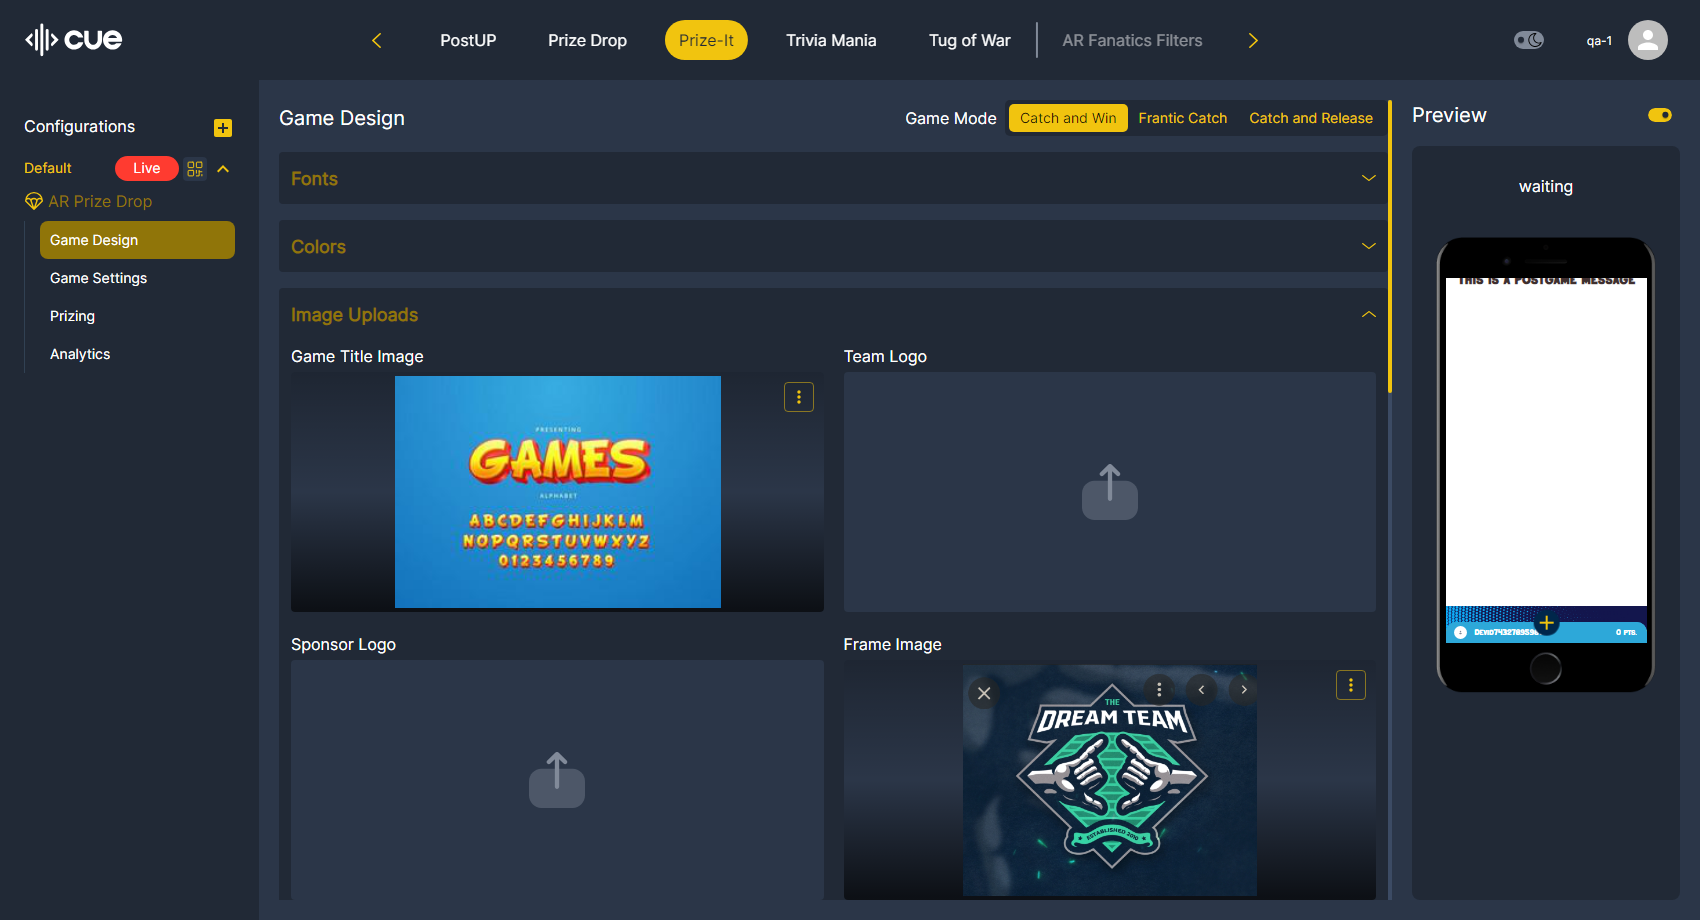 cue
PostUP
Prize Drop
Prize-It
Trivia Mania
Tug of War
AR Fanatics Filters
qa-1
Configurations
Default
Live
AR Prize Drop
Game Design
Game Settings
Prizing
Analytics
Game Design
Game Mode
Catch and Win
Frantic Catch
Catch and Release
Fonts
Colors
Image Uploads
Game Title Image
PRESENTING
GAMES
ALPHABET
ABCDEFGHIJKLM
NOPQRSTUVWXYZ
0123456789
Team Logo
Sponsor Logo
Frame Image
THE
DREAM TEAM
ESTABLISHED 2010
Preview
waiting
THIS IS A POSTGAME MESSAGE
0 PTS.